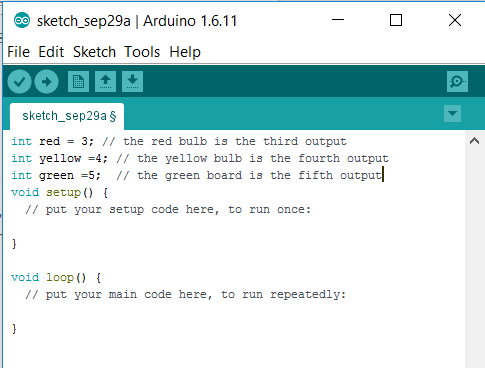 sketch_sep29a | Arduino 1.6.11
File Edit Sketch Tools Help
sketch_sep29a §
int red = 3; // the red bulb is the third output
int yellow =4; // the yellow bulb is the fourth output
int green =5;  // the green board is the fifth output
void setup() {
  // put your setup code here, to run once:
}
void loop() {
  // put your main code here, to run repeatedly:
}